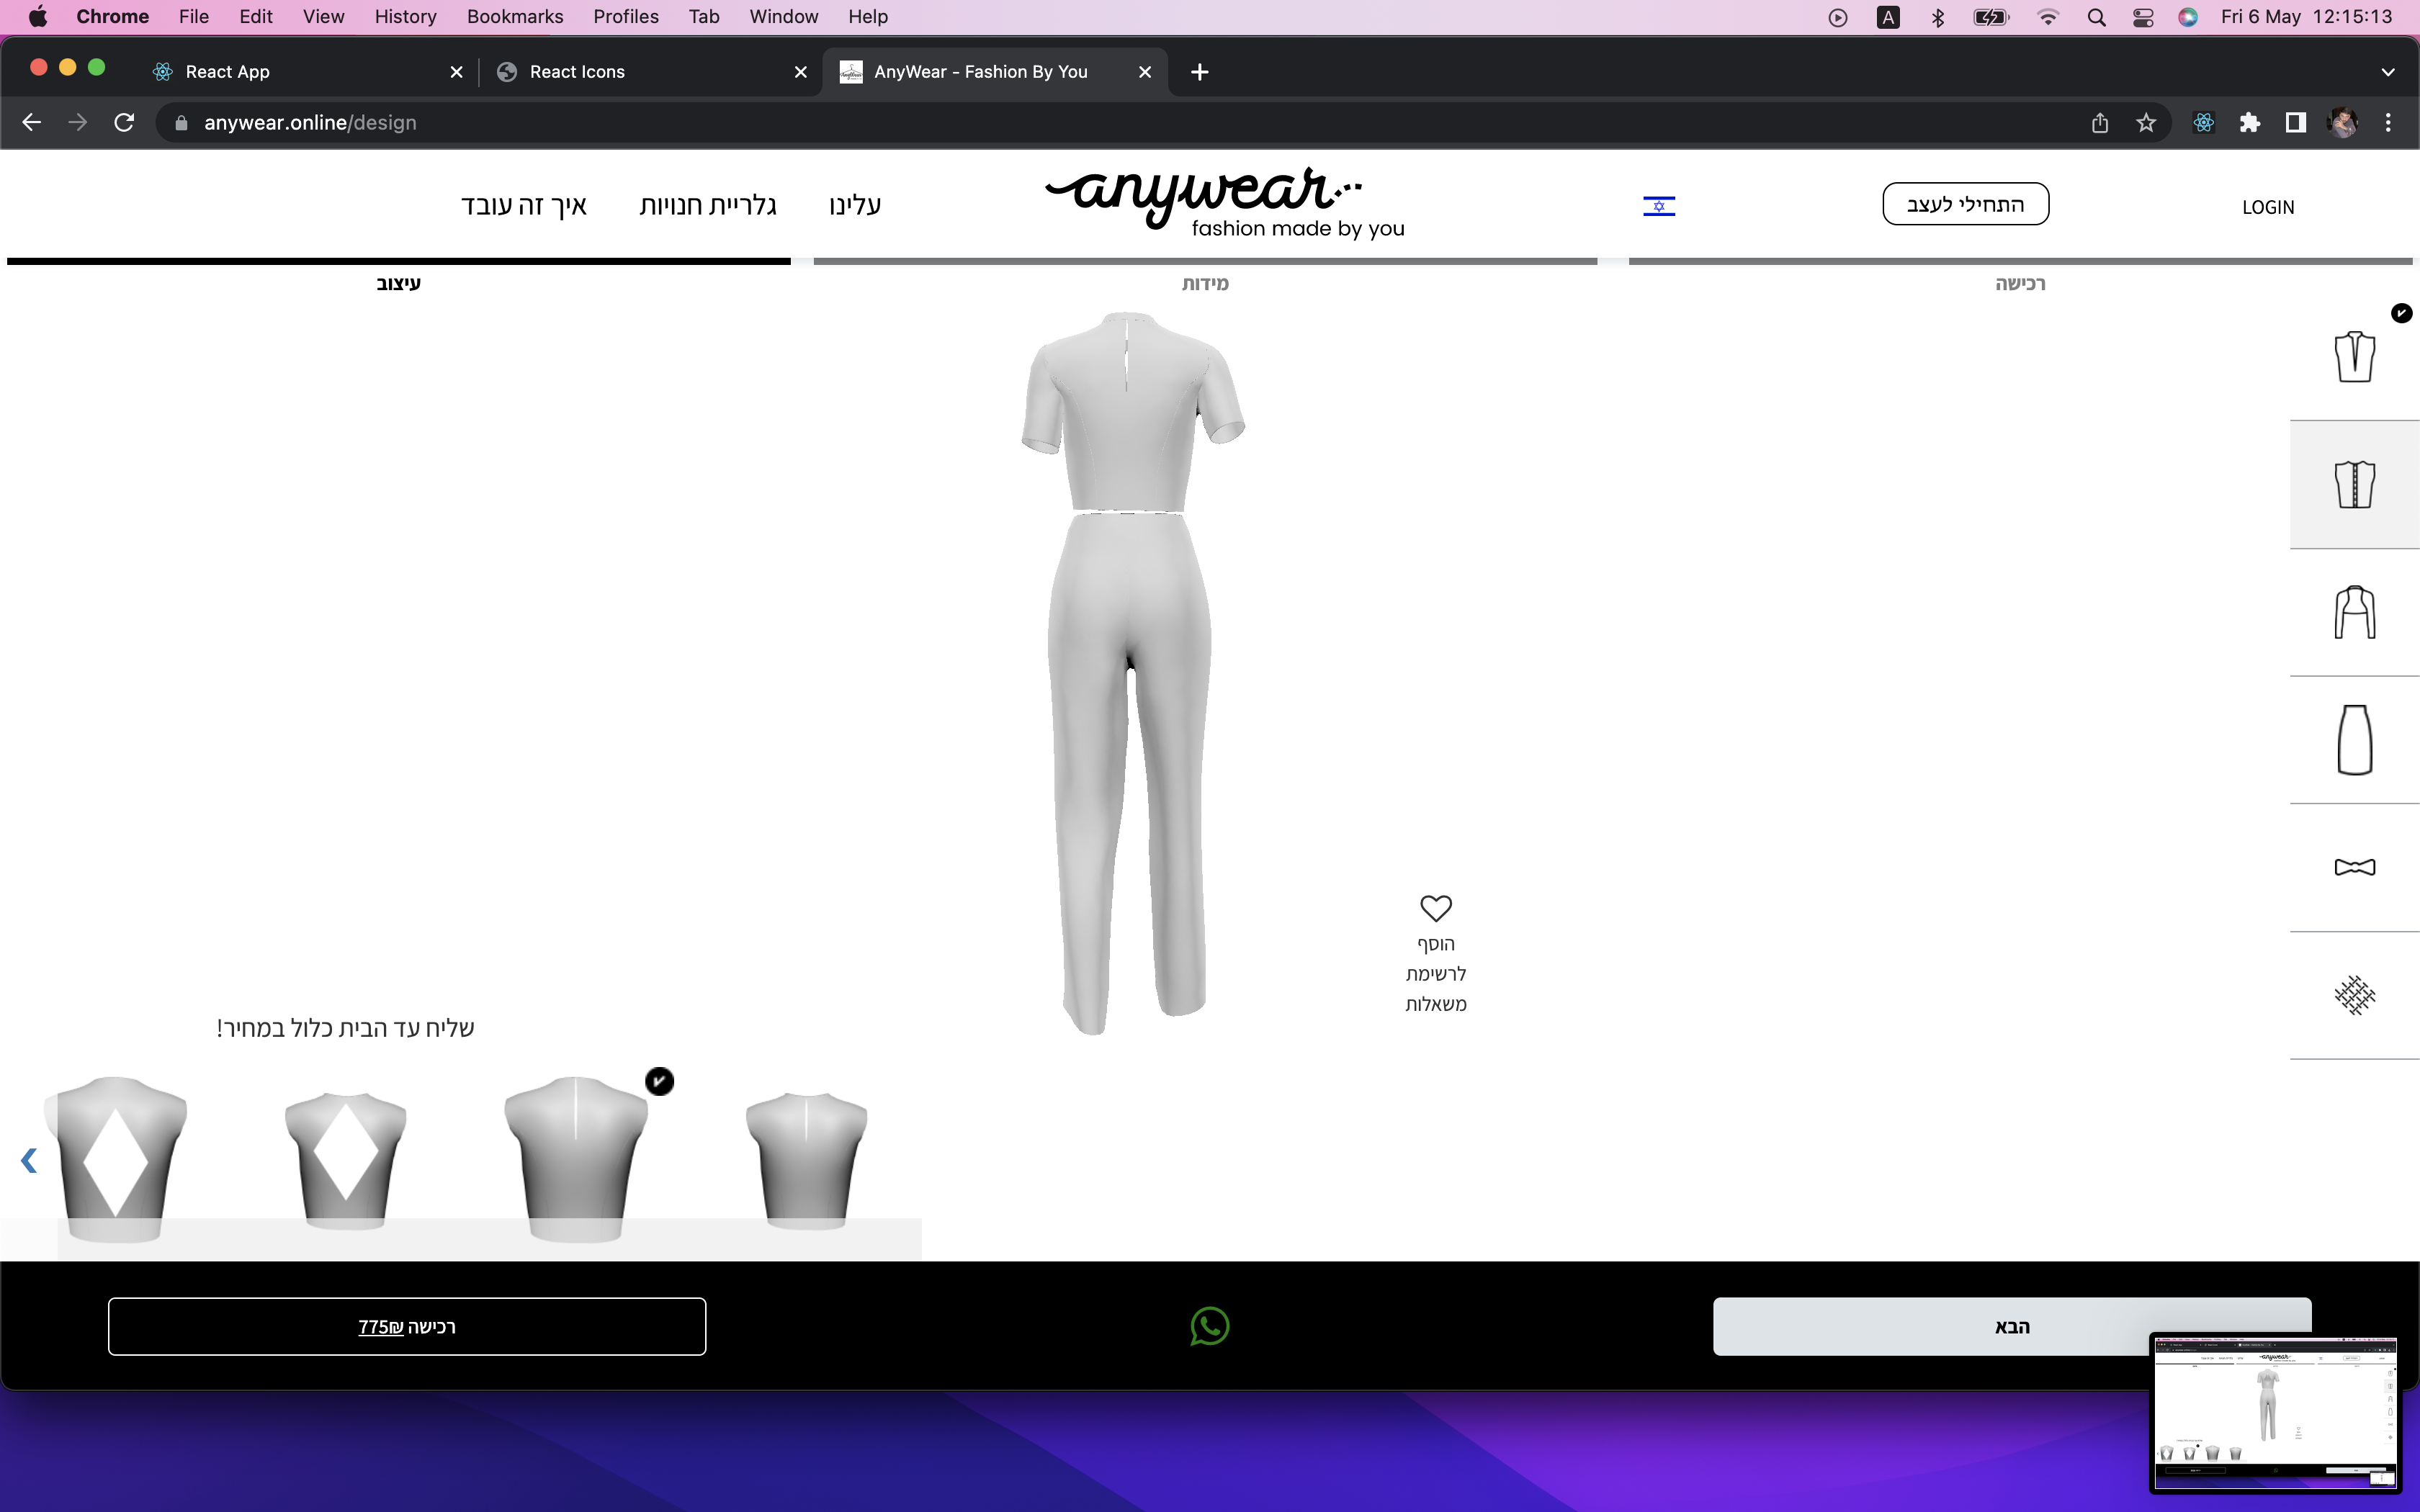 Chrome File Edit View History Bookmarks Profiles Tab Window Help
A
Fri 6 May 12:15:13
React App
React Icons
AnyWear - Fashion By You
anywear.online/design
איך זה עובד
גלריית חנויות
עלינו
anywear
fashion made by you
התחילי לעצב
LOGIN
עיצוב
מידות
רכישה
הוסף
לרשימת
משאלות
שליח עד הבית כלול במחיר!
רכישה 775₪
הבא